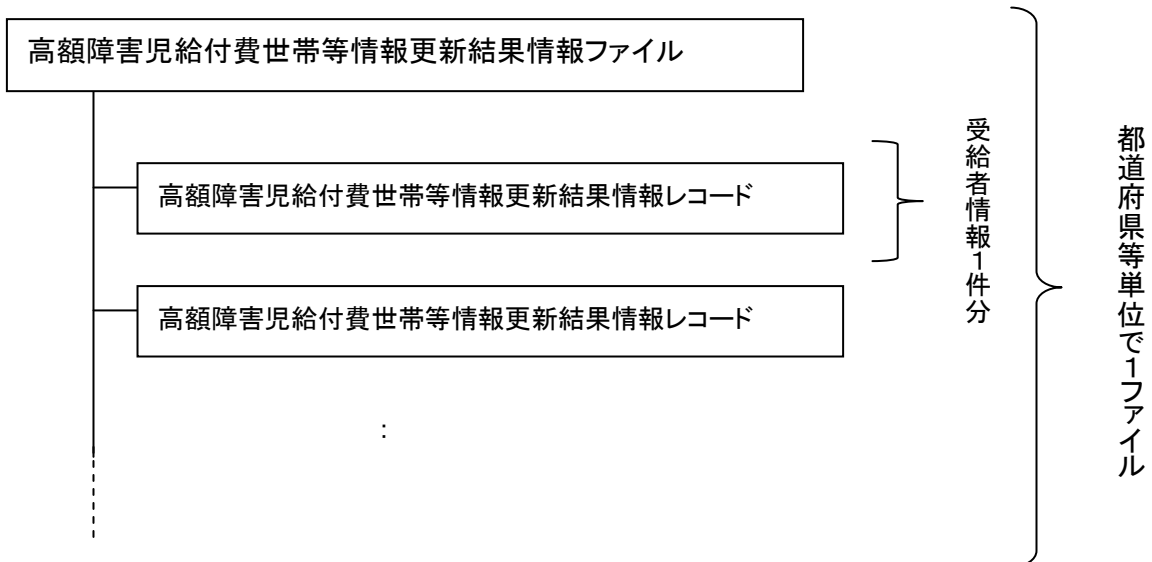 高額障害児給付費世帯等情報更新結果情報ファイル
高額障害児給付費世帯等情報更新結果情報レコード
受給者情報1件分
都道府県等単位で1ファイル
高額障害児給付費世帯等情報更新結果情報レコード
: